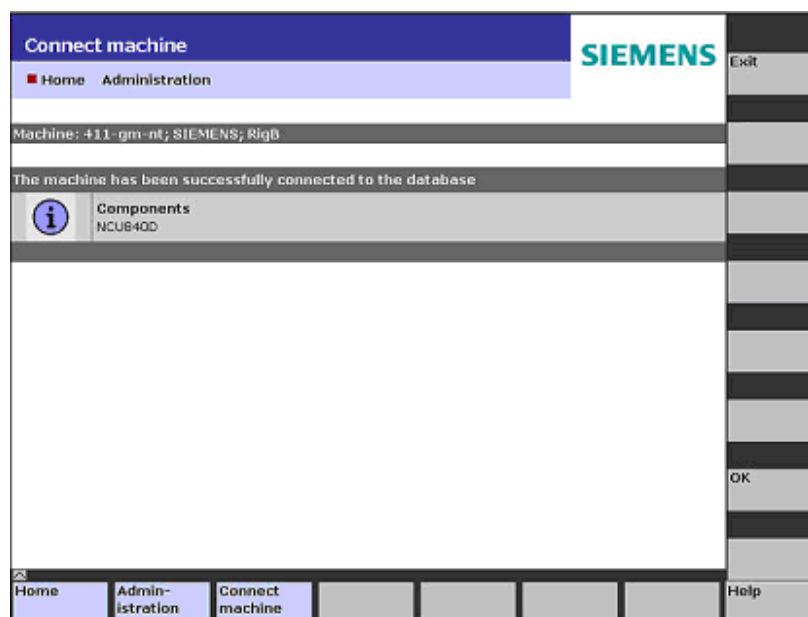 Connect machine
SIEMENS
Exit
Home Administration
Machine: 411-gm-nt; SIEMENS; RigB
The machine has been successfully connected to the database
Components
NCU840D
OK
Home
Admin-
istration
Connect
machine
Help